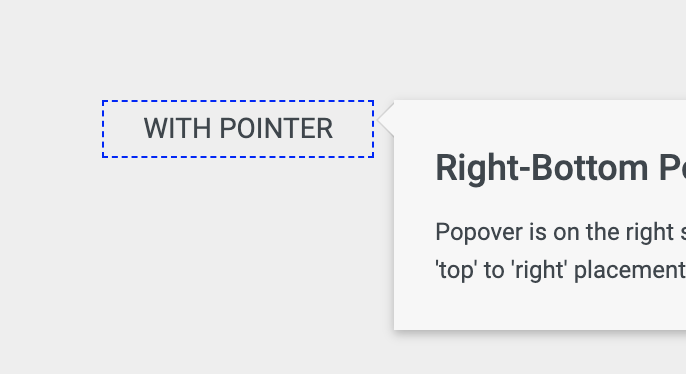 WITH POINTER
Right-Bottom
Popover is on the right
'top' to 'right' placement